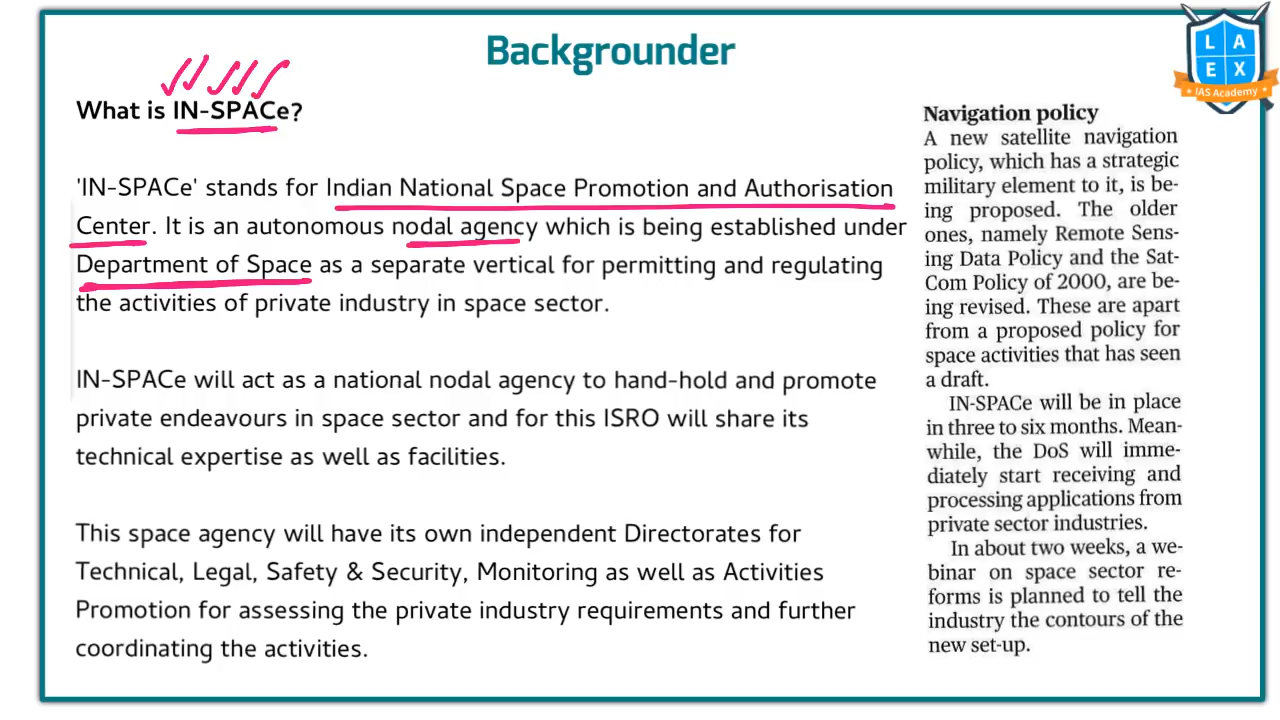 Backgrounder
L A
E X
IAS Academy
What is IN-SPACe?
'IN-SPACe' stands for Indian National Space Promotion and Authorisation
Center. It is an autonomous nodal agency which is being established under
Department of Space as a separate vertical for permitting and regulating
the activities of private industry in space sector.
IN-SPACe will act as a national nodal agency to hand-hold and promote
private endeavours in space sector and for this ISRO will share its
technical expertise as well as facilities.
This space agency will have its own independent Directorates for
Technical, Legal, Safety & Security, Monitoring as well as Activities
Promotion for assessing the private industry requirements and further
coordinating the activities.
Navigation policy
A new satellite navigation
policy, which has a strategic
military element to it, is be-
ing proposed. The older
ones, namely Remote Sens-
ing Data Policy and the Sat-
Com Policy of 2000, are be-
ing revised. These are apart
from a proposed policy for
space activities that has seen
a draft.
IN-SPACe will be in place
in three to six months. Mean-
while, the DoS will imme-
diately start receiving and
processing applications from
private sector industries.
In about two weeks, a we-
binar on space sector re-
forms is planned to tell the
industry the contours of the
new set-up.